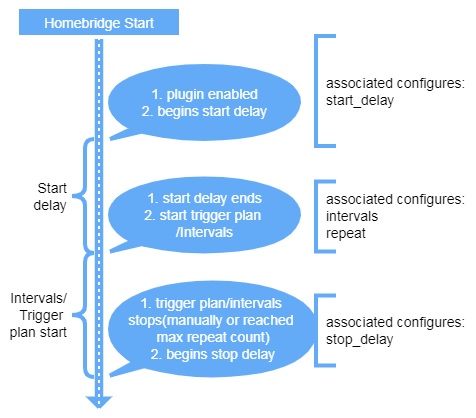 Homebridge Start
1. plugin enabled
2. begins start delay
associated configures:
start_delay
Start
delay
1. start delay ends
2. start trigger plan
/Intervals
associated configures:
intervals
repeat
Intervals/
Trigger
plan start
1. trigger plan/intervals
stops(manually or reached
max repeat count)
2. begins stop delay
associated configures:
stop_delay